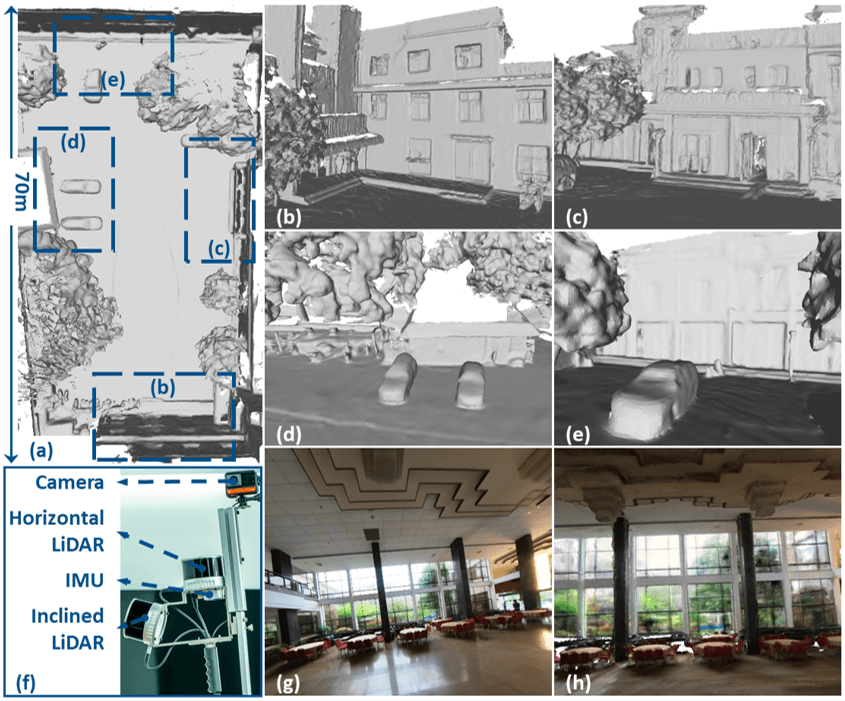 (e)
(d)
70m
(c)
(b)
(a)
(b)
(c)
(d)
(e)
Camera
Horizontal
LiDAR
IMU
Inclined
LiDAR
(f)
(g)
(h)